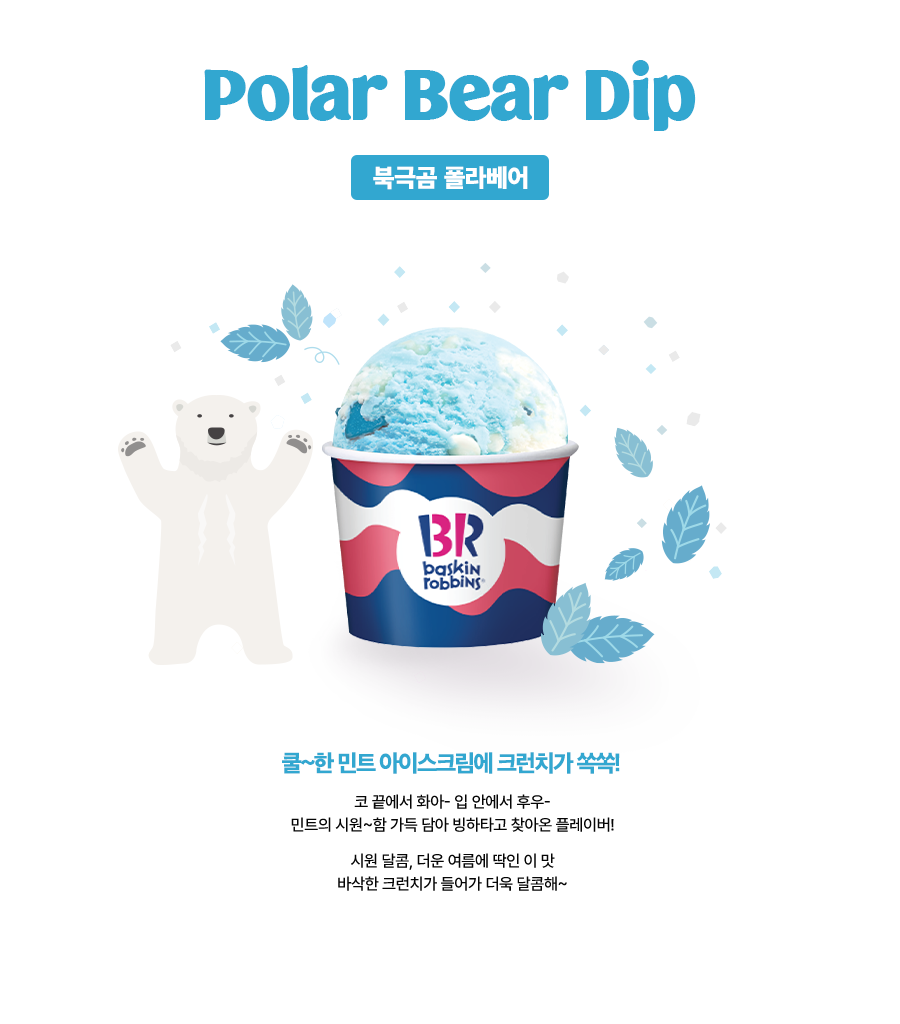 Polar Bear Dip
북극곰 폴라베어
BR
baskin
robbins®
쿨~한 민트 아이스크림에 크런치가 쏙쏙!
코 끝에서 화아- 입 안에서 후우-
민트의 시원~함 가득 담아 빙하타고 찾아온 플레이버!
시원 달콤, 더운 여름에 딱인 이 맛
바삭한 크런치가 들어가 더욱 달콤해~